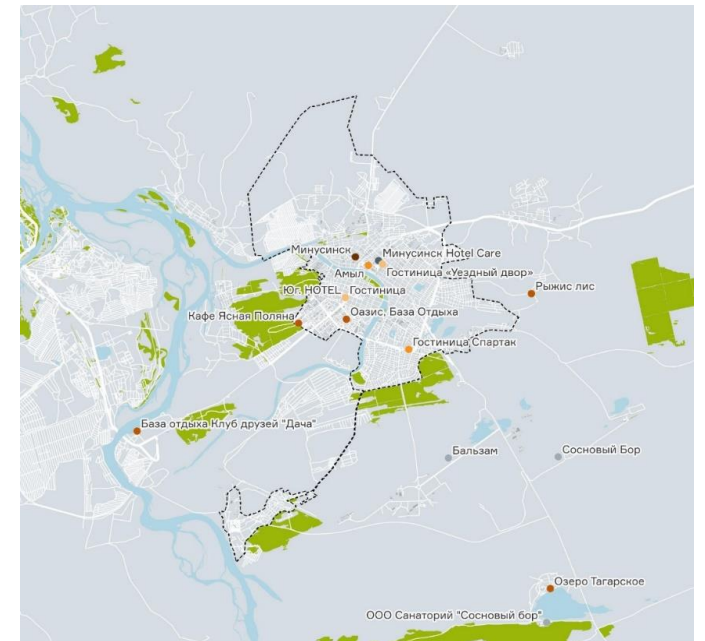 Минусинск
Minusinsk Hotel Care
Амыл
Гостиница «Уездный двор»
Юг. HOTEL
Гостиница
Рыжис лис
Кафе Ясная Поляна
Оазис, База Отдыха
Гостиница Спартак
База отдыха Клуб друзей "Дача"
Бальзам
Сосновый Бор
Озеро Тагарское
ООО Санаторий "Сосновый бор"